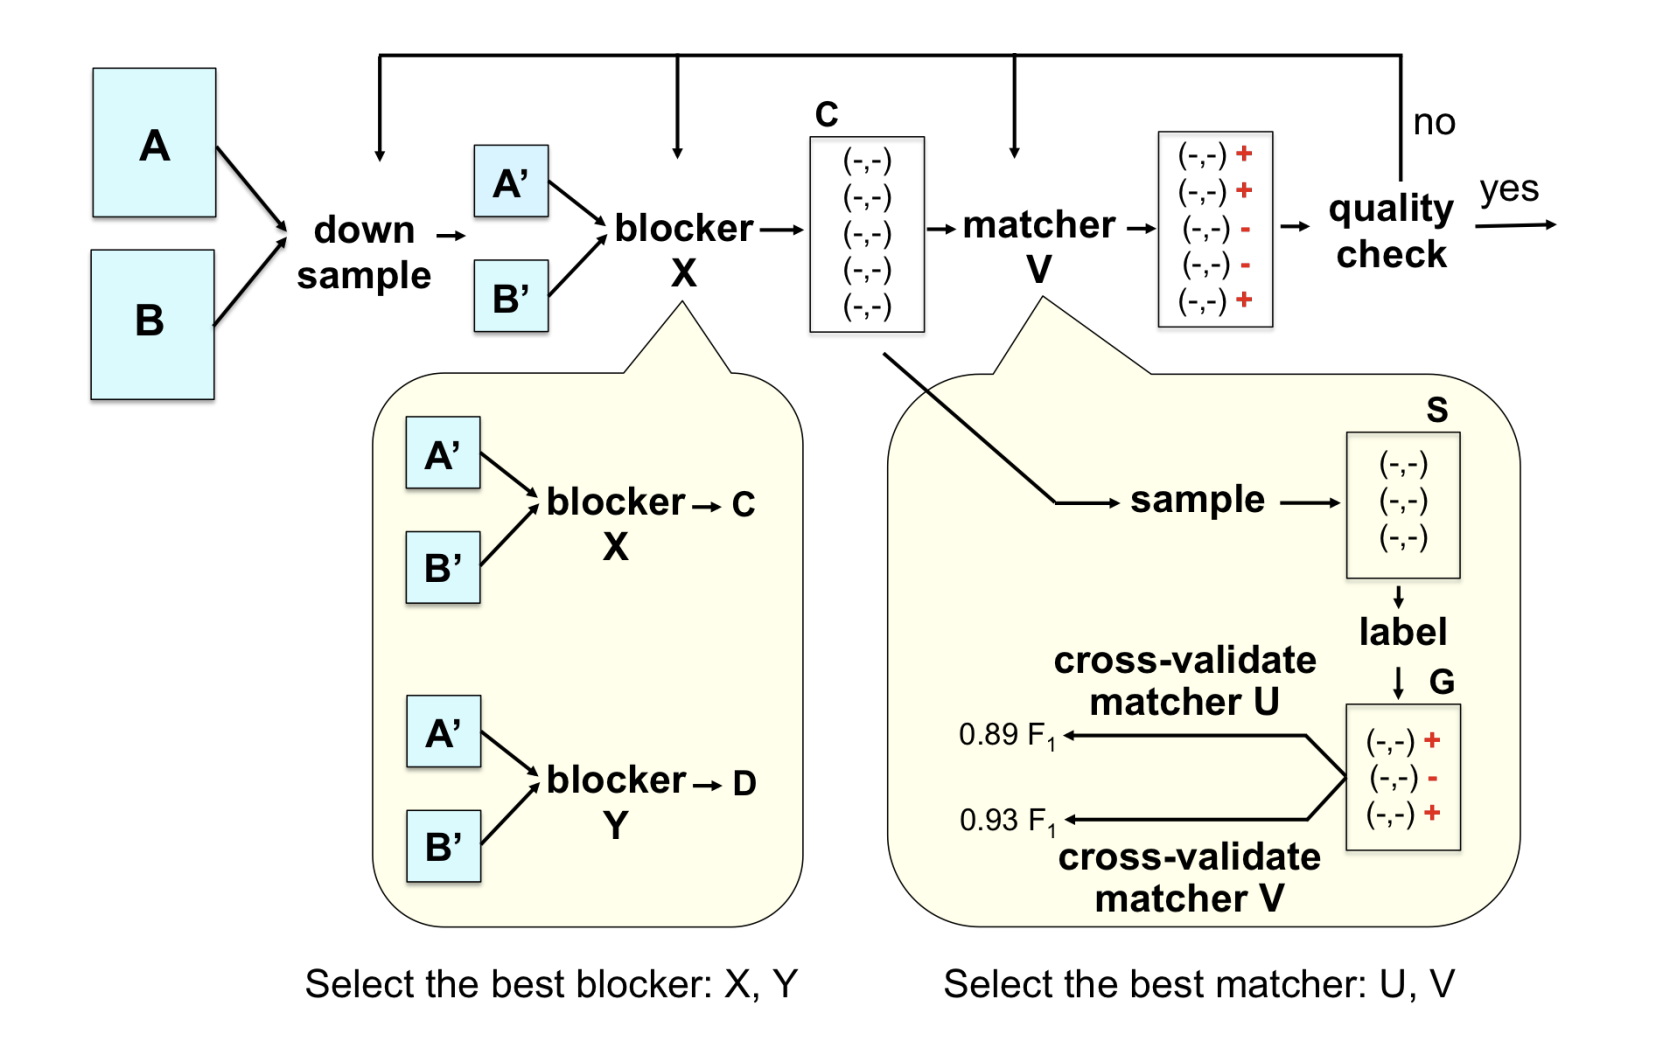 A
B
down
sample
A’
B’
blocker
X
C
(-,-)
(-,-)
(-,-)
(-,-)
(-,-)
matcher
V
(-,-) +
(-,-) +
(-,-) -
(-,-) -
(-,-) +
quality
check
no
yes
A’
B’
blocker
X
C
A’
B’
blocker
Y
D
sample
S
(-,-)
(-,-)
(-,-)
label
G
(-,-) +
(-,-) -
(-,-) +
cross-validate
matcher U
0.89 F1
0.93 F1
cross-validate
matcher V
Select the best blocker: X, Y
Select the best matcher: U, V